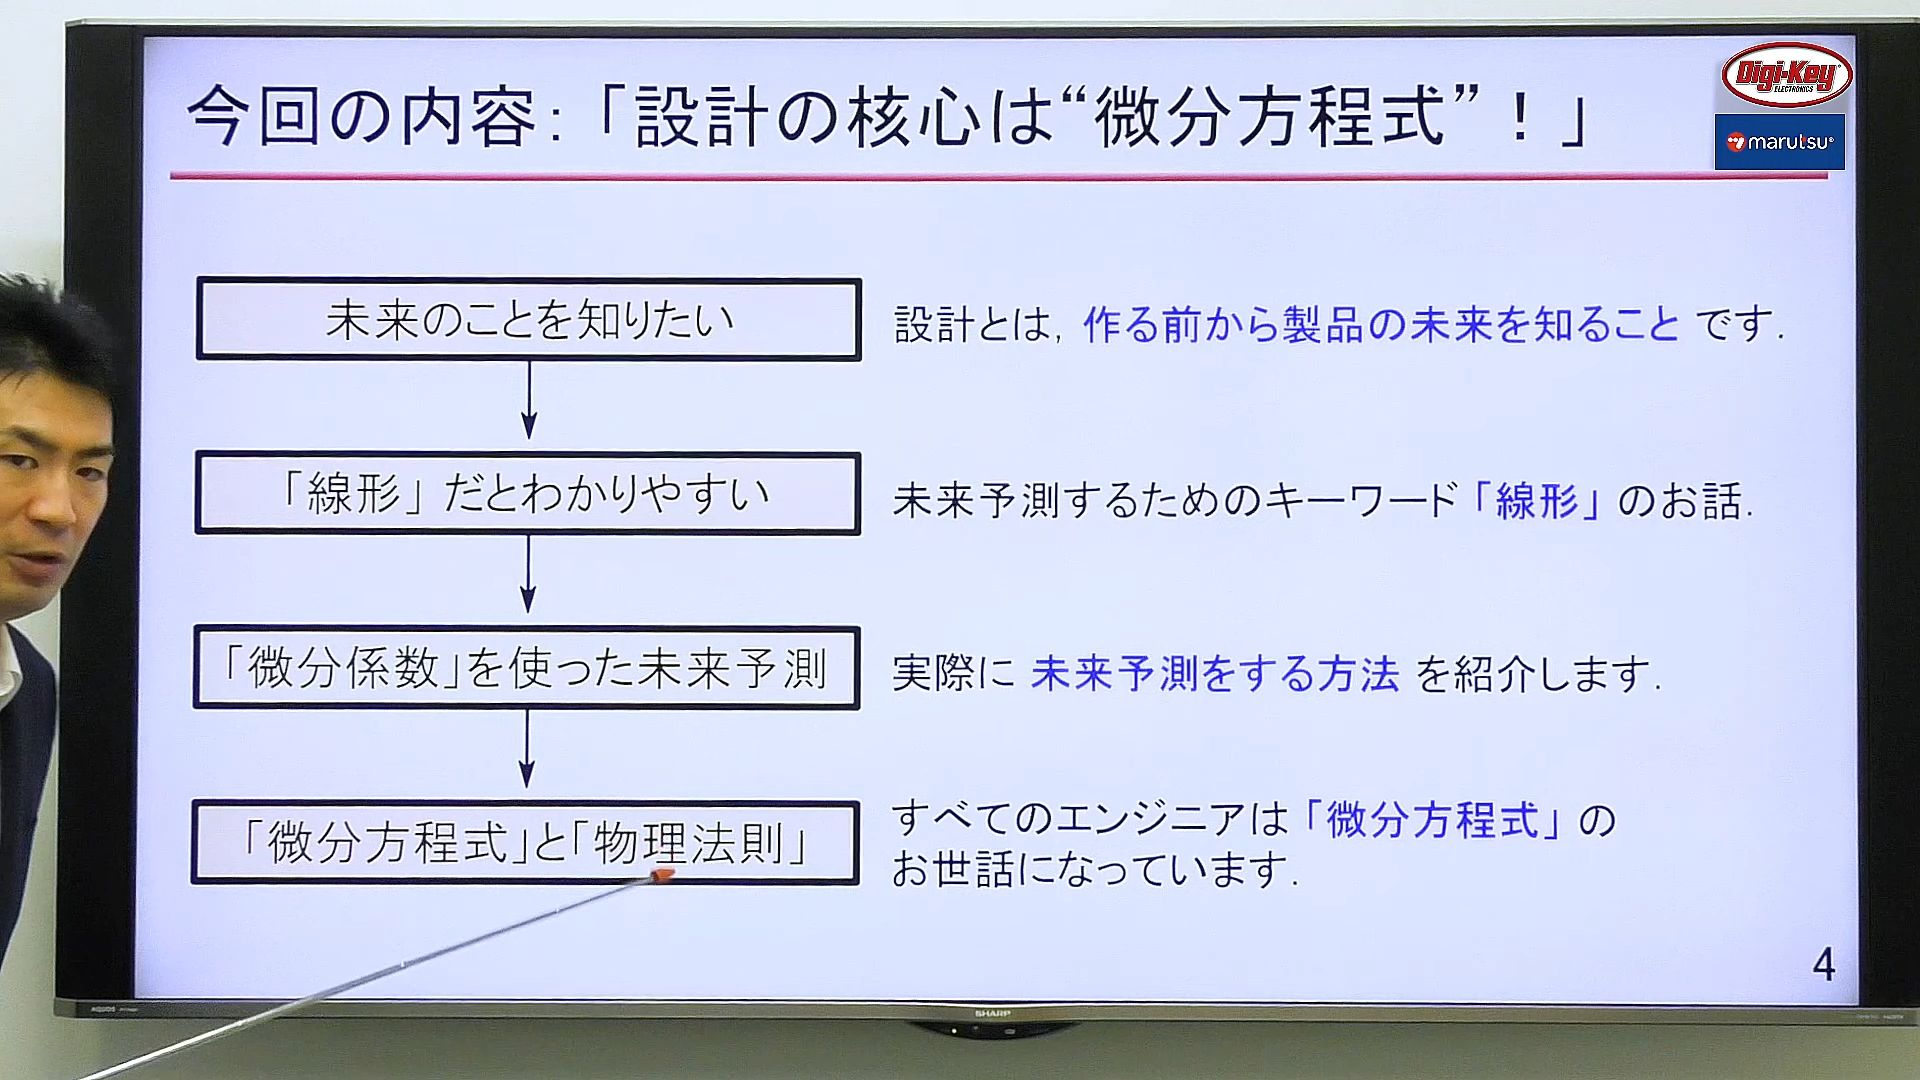 今回の内容：「設計の核心は“微分方程式”！」
Digi-Key
ELECTRONICS
marutsu
未来のことを知りたい
設計とは，作る前から製品の未来を知ること です．
「線形」だとわかりやすい
未来予測するためのキーワード「線形」のお話．
「微分係数」を使った未来予測
実際に 未来予測をする方法 を紹介します．
「微分方程式」と「物理法則」
すべてのエンジニアは「微分方程式」の
お世話になっています．
4
AQUOS
SHARP